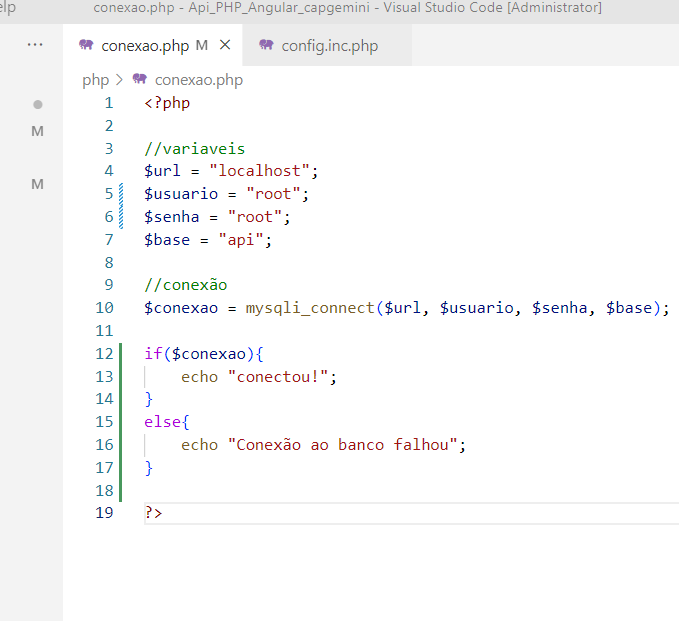 elp conexao.php - Api_PHP_Angular_capgemini - Visual Studio Code [Administrator]
... conexao.php M × config.inc.php
php > conexao.php
M
M
1 <?php
2
3 //variaveis
4 $url = "localhost";
5 $usuario = "root";
6 $senha = "root";
7 $base = "api";
8
9 //conexão
10 $conexao = mysqli_connect($url, $usuario, $senha, $base);
11
12 if($conexao){
13 echo "conectou!";
14 }
15 else{
16 echo "Conexão ao banco falhou";
17 }
18
19 ?>